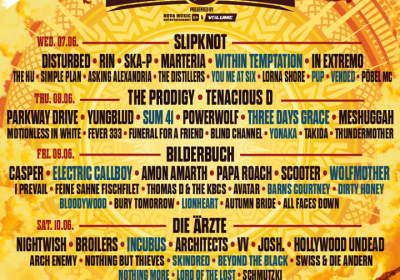 PRESENTED BY
NOVA MUSIC VOLUME
entertainment
WED. 07.06. SLIPKNOT
DISTURBED • RIN • SKA-P • MARTERIA • WITHIN TEMPTATION • IN EXTREMO
THE HU • SIMPLE PLAN • ASKING ALEXANDRIA • THE DISTILLERS • YOU ME AT SIX • LORNA SHORE • PUP • VENDED • PÖBEL MC
THU. 08.06. THE PRODIGY • TENACIOUS D
PARKWAY DRIVE • YUNGBLUD • SUM 41 • POWERWOLF • THREE DAYS GRACE • MESHUGGAH
MOTIONLESS IN WHITE • FEVER 333 • FUNERAL FOR A FRIEND • BLIND CHANNEL • YONAKA • TAKIDA • THUNDERMOTHER
FRI. 09.06. BILDERBUCH
CASPER • ELECTRIC CALLBOY • AMON AMARTH • PAPA ROACH • SCOOTER • WOLFMOTHER
I PREVAIL • FEINE SAHNE FISCHFILET • THOMAS D & THE KBCS • AVATAR • BARNS COURTNEY • DIRTY HONEY
BLOODYWOOD • BURY TOMORROW • LIONHEART • AUTUMN BRIDE • ALL FACES DOWN
SAT. 10.06. DIE ÄRZTE
NIGHTWISH • BROILERS • INCUBUS • ARCHITECTS • VV • JOSH. • HOLLYWOOD UNDEAD
ARCH ENEMY • NOTHING BUT THIEVES • SKINDRED • BEYOND THE BLACK • SWISS & DIE ANDERN
NOTHING MORE • LORD OF THE LOST • SCHMUTZKI